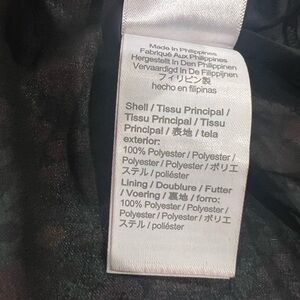 Made In Philippines
Fabriqué Aux Philippines
Hergestellt In Den Philippinen
Vervaardigd In De Filippijnen
フィリピン製
hecho en filipinas
Shell / Tissu Principal /
Tissu Principal / Tissu
Principal / 表地 / tela
exterior:
100% Polyester / Polyester /
Polyester / Polyester / ポリエ
ステル / poliéster
Lining / Doublure / Futter
/ Voering / 裏地 / forro:
100% Polyester / Polyester /
Polyester / Polyester / ポリエ
ステル / poliéster